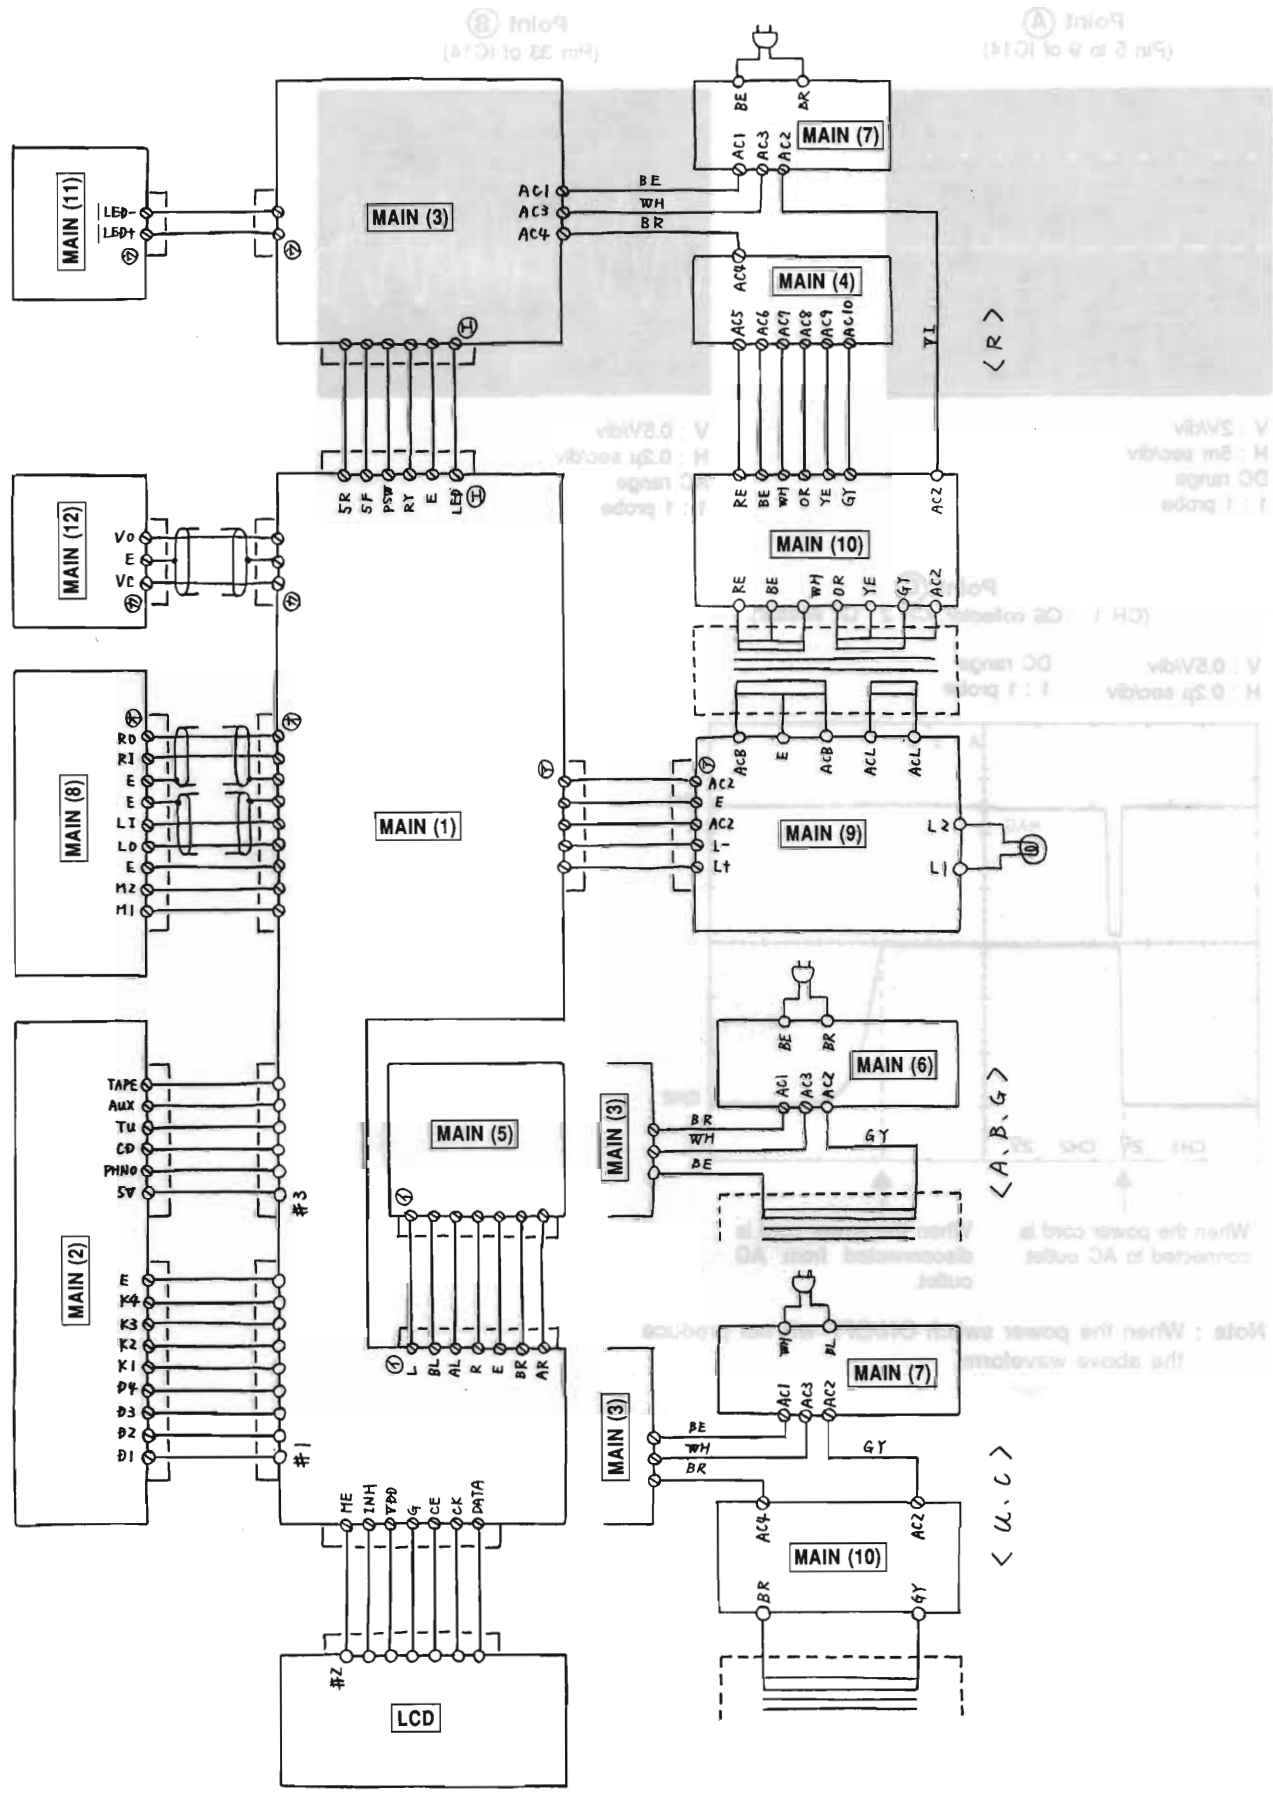 MAIN (7)
BE
BR
AC1
AC3
AC2
MAIN (11)
LED-
LED+
MAIN (3)
AC1
AC3
AC4
BE
WH
BR
MAIN (4)
AC4
AC5
AC6
AC7
AC8
AC9
AC10
VI
<R>
5R
5F
PSW
RY
E
LED
MAIN (12)
VO
E
VC
MAIN (10)
RE
BE
WH
OR
YE
GY
AC2
RE
BE
WH
OR
YE
GY
AC2
MAIN (8)
RO
RI
E
E
LI
LO
E
M2
M1
MAIN (1)
MAIN (9)
ACB
E
ACB
ACL
ACL
AC2
E
AC2
L-
L+
L2
L1
MAIN (2)
TAPE
AUX
TU
CD
PHNO
5V
#3
E
K4
K3
K2
K1
D4
D3
D2
D1
#1
MAIN (5)
L
BL
AL
R
E
BR
AR
MAIN (3)
BR
WH
BE
MAIN (6)
BE
BR
AC1
AC3
AC2
GY
<A.B.G>
MAIN (3)
BE
WH
BR
MAIN (7)
WH
BL
AC1
AC3
AC2
GY
MAIN (10)
AC4
AC2
BR
GY
<U.C>
ME
INH
VDD
G
CE
CK
DATA
#2
LCD